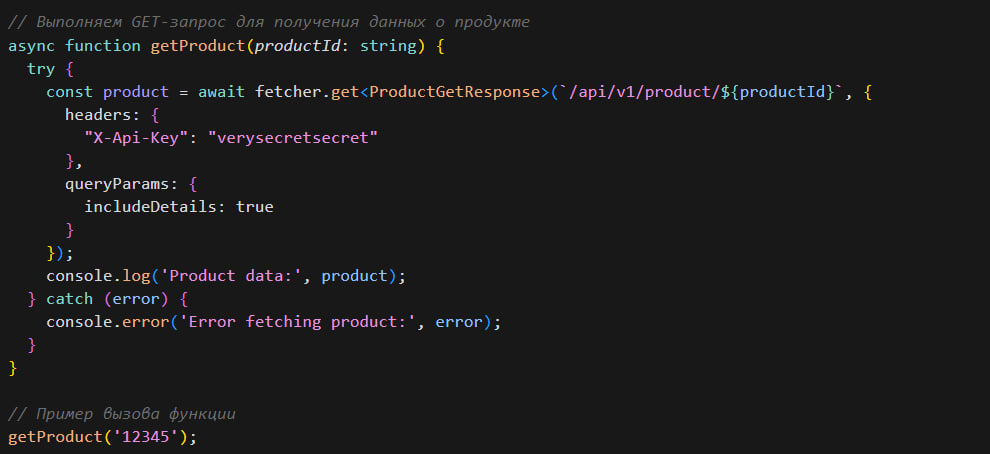 // Выполняем GET-запрос для получения данных о продукте
async function getProduct(productId: string) {
  try {
    const product = await fetcher.get<ProductGetResponse>(`/api/v1/product/${productId}`, {
      headers: {
        "X-Api-Key": "verysecretsecret"
      },
      queryParams: {
        includeDetails: true
      }
    });
    console.log('Product data:', product);
  } catch (error) {
    console.error('Error fetching product:', error);
  }
}

// Пример вызова функции
getProduct('12345');